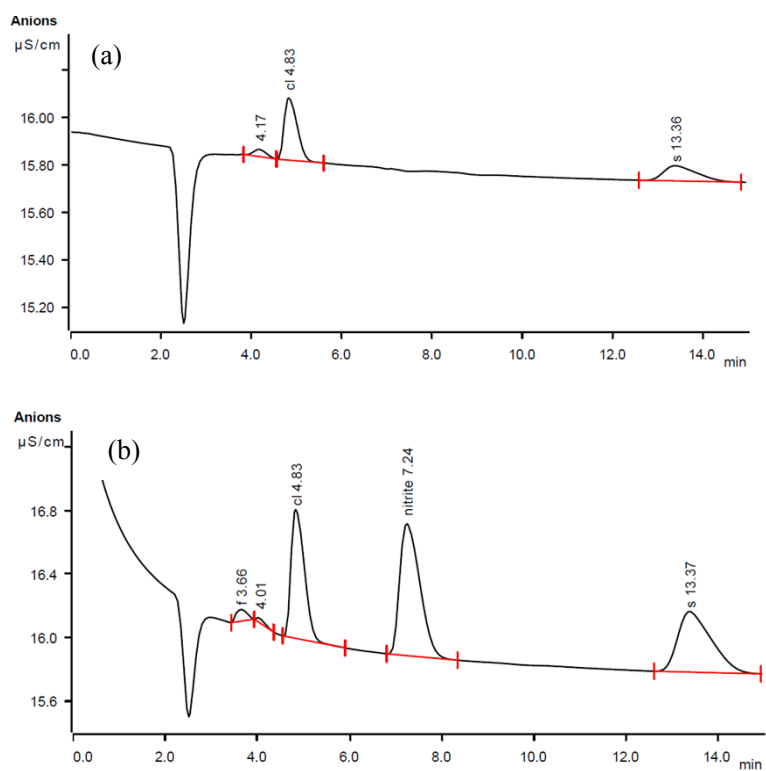 Anions
µS/cm
(a)
4.17
cl 4.83
s 13.36
16.00
15.80
15.60
15.40
15.20
0.0 2.0 4.0 6.0 8.0 10.0 12.0 14.0 min
Anions
µS/cm
(b)
f 3.66
4.01
cl 4.83
nitrite 7.24
s 13.37
16.8
16.4
16.0
15.6
0.0 2.0 4.0 6.0 8.0 10.0 12.0 14.0 min